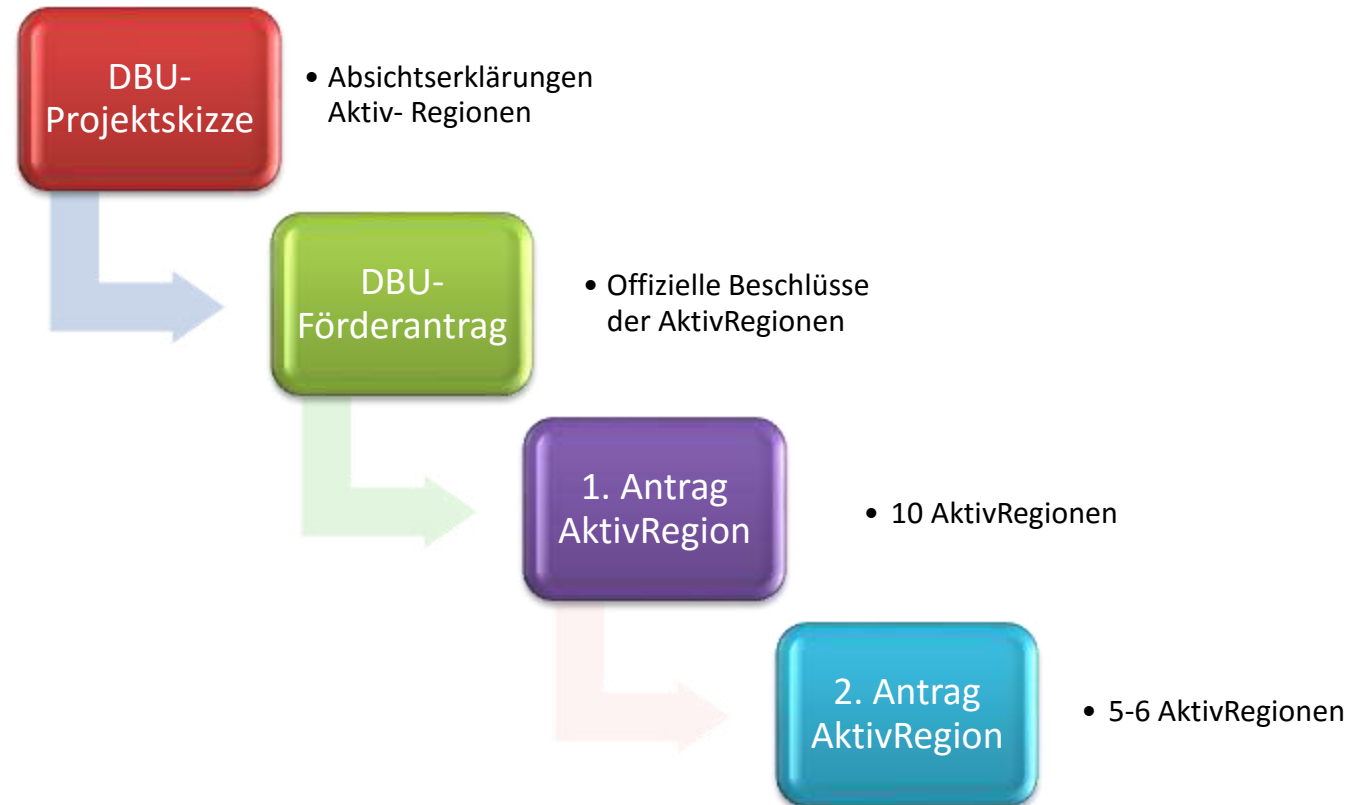 DBU-
Projektskizze
• Absichtserklärungen
Aktiv- Regionen
DBU-
Förderantrag
• Offizielle Beschlüsse
der AktivRegionen
1. Antrag
AktivRegion
• 10 AktivRegionen
2. Antrag
AktivRegion
• 5-6 AktivRegionen